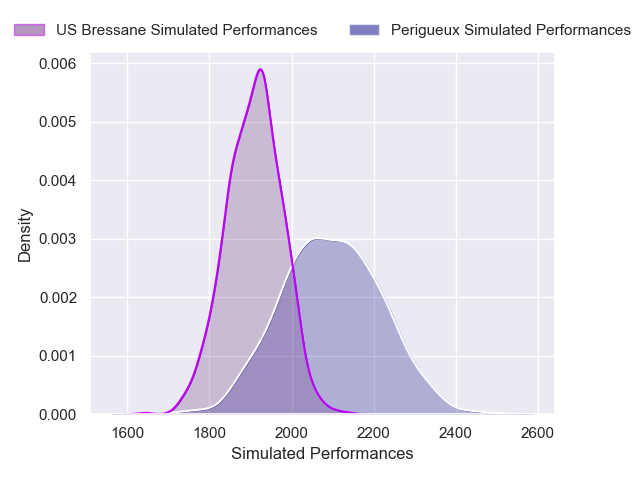 US Bressane Simulated Performances
Perigueux Simulated Performances
0.006
0.005
0.004
0.003
0.002
0.001
0.000
Density
1600 1800 2000 2200 2400 2600
Simulated Performances